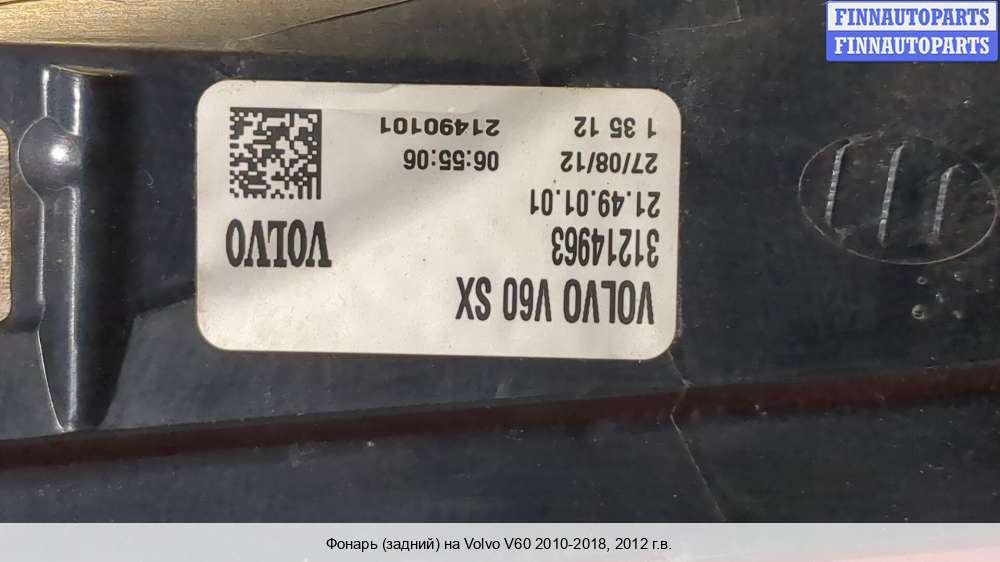 FINNAUTOPARTS
FINNAUTOPARTS
VOLVO V60 SX
31214963
VOLVO
21.49.01.01
27/08/12 06:55:06
1 35 12 21490101
Фонарь (задний) на Volvo V60 2010-2018, 2012 г.в.